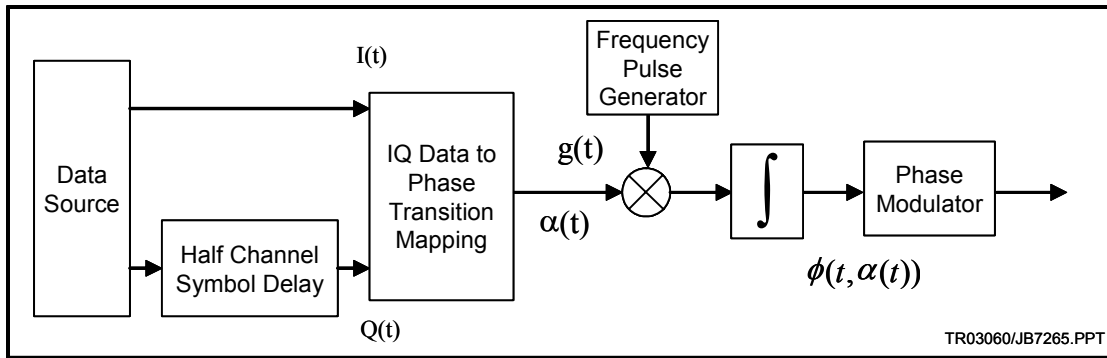 I(t)
Frequency
Pulse
Generator
Data
Source
IQ Data to
Phase
Transition
Mapping
g(t)
α(t)
∫
Phase
Modulator
Half Channel
Symbol Delay
ϕ(t,α(t))
Q(t)
TR03060/JB7265.PPT